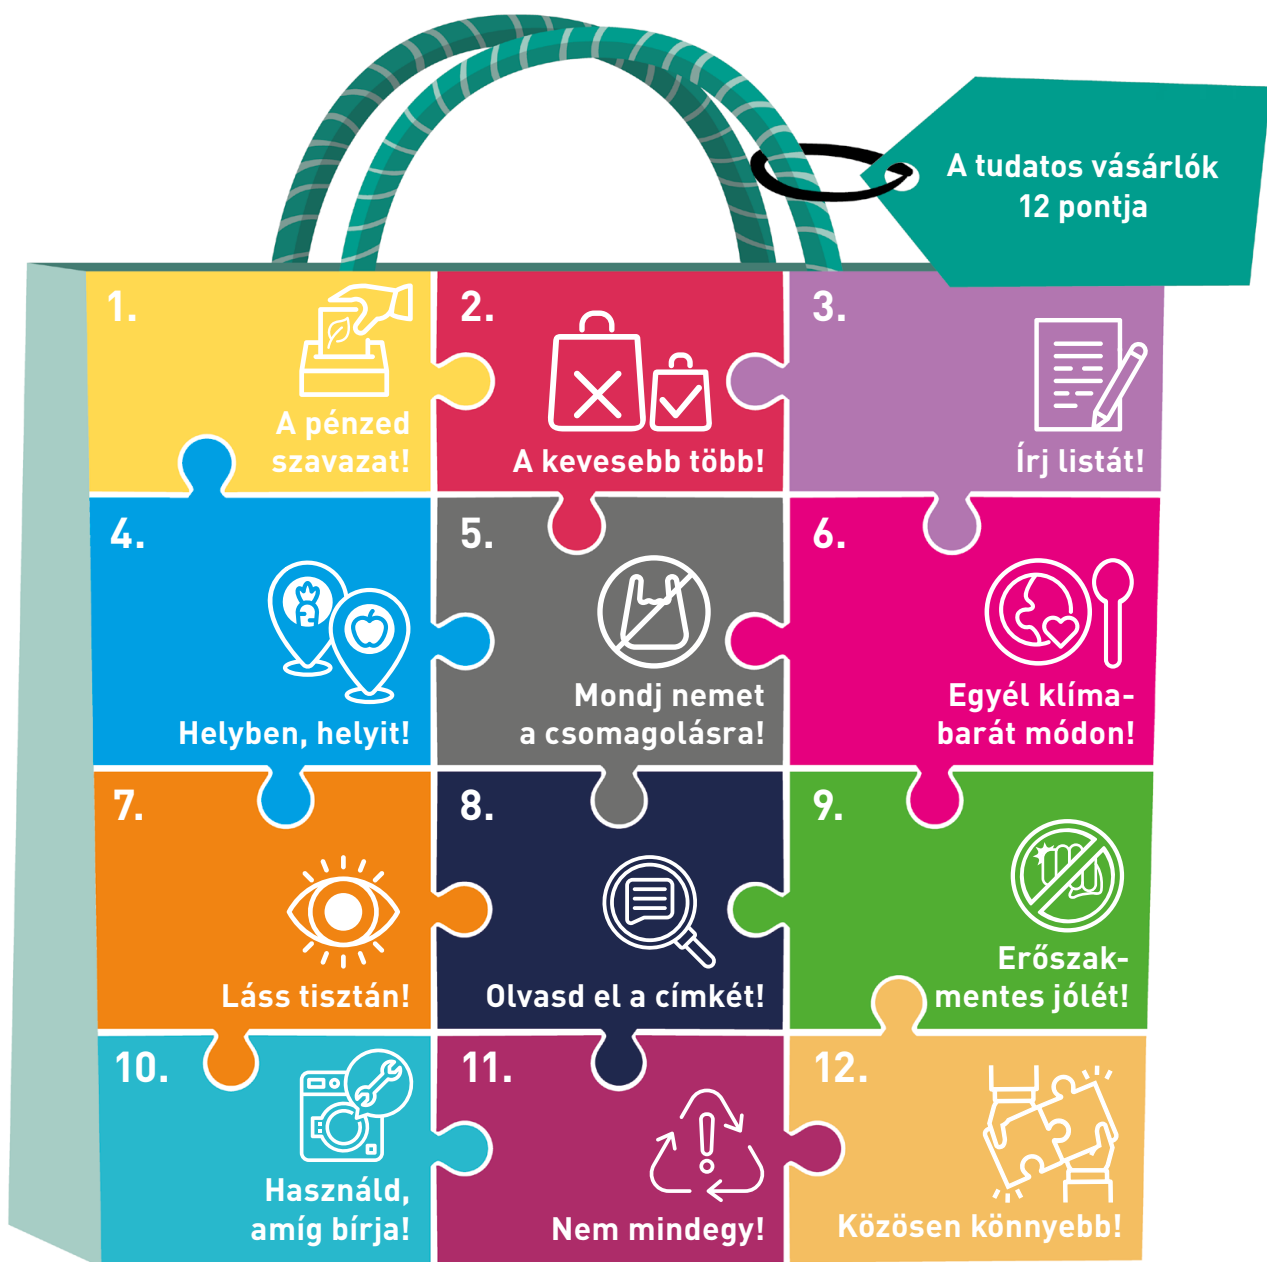 A tudatos vásárlók
12 pontja
1.
A pénzed
szavazat!
2.
A kevesebb több!
3.
Írj listát!
4.
Helyben, helyit!
5.
Mondj nemet
a csomagolásra!
6.
Egyél klíma-
barát módon!
7.
Láss tisztán!
8.
Olvasd el a címkét!
9.
Erőszak-
mentes jólét!
10.
Használd,
amíg bírja!
11.
Nem mindegy!
12.
Közösen könnyebb!